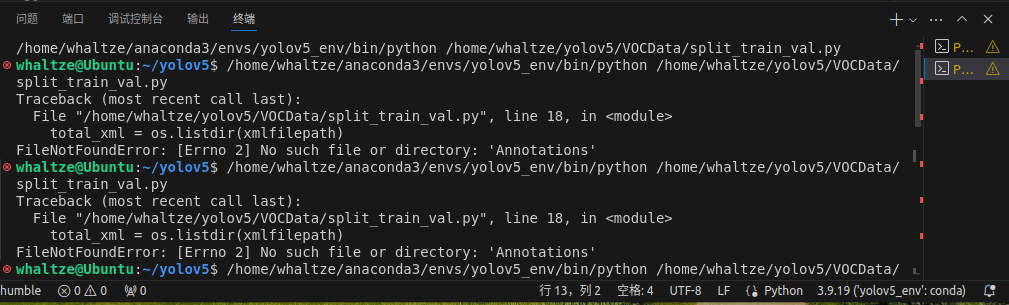 问题 端口 调试控制台 输出 终端
/home/whaltze/anaconda3/envs/yolov5_env/bin/python /home/whaltze/yolov5/VOCData/split_train_val.py
whaltze@Ubuntu:~/yolov5$ /home/whaltze/anaconda3/envs/yolov5_env/bin/python /home/whaltze/yolov5/VOCData/
split_train_val.py
Traceback (most recent call last):
  File "/home/whaltze/yolov5/VOCData/split_train_val.py", line 18, in <module>
    total_xml = os.listdir(xmlfilepath)
FileNotFoundError: [Errno 2] No such file or directory: 'Annotations'
whaltze@Ubuntu:~/yolov5$ /home/whaltze/anaconda3/envs/yolov5_env/bin/python /home/whaltze/yolov5/VOCData/
split_train_val.py
Traceback (most recent call last):
  File "/home/whaltze/yolov5/VOCData/split_train_val.py", line 18, in <module>
    total_xml = os.listdir(xmlfilepath)
FileNotFoundError: [Errno 2] No such file or directory: 'Annotations'
whaltze@Ubuntu:~/yolov5$ /home/whaltze/anaconda3/envs/yolov5_env/bin/python /home/whaltze/yolov5/VOCData/
P...
P...
humble 0 0 0 行 13，列 2 空格: 4 UTF-8 LF Python 3.9.19 ('yolov5_env': conda)